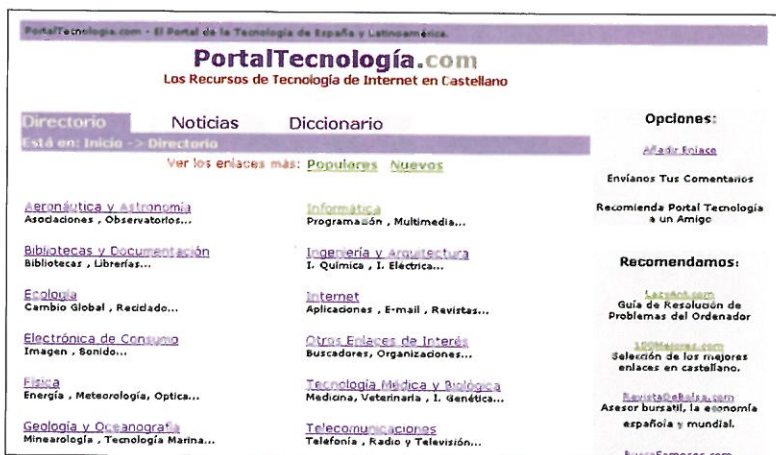 PortalTecnologia.com - El Portal de la Tecnología de España y Latinoamérica.
PortalTecnología.com
Los Recursos de Tecnología de Internet en Castellano
Directorio Noticias Diccionario
Está en: Inicio -> Directorio
Ver los enlaces más: Populares Nuevos
Aeronáutica y Astronomía
Asociaciones , Observatorios...
Bibliotecas y Documentación
Bibliotecas , Librerías...
Ecología
Cambio Global , Reciclado...
Electrónica de Consumo
Imagen , Sonido...
Física
Energía , Meteorología, Optica...
Geología y Oceanografía
Minearología , Tecnología Marina...
Informática
Programación , Multimedia...
Ingeniería y Arquitectura
I. Química , I. Eléctrica...
Internet
Aplicaciones , E-mail , Revistas...
Otros Enlaces de Interés
Buscadores, Organizaciones...
Tecnología Médica y Biológica
Medicina, Veterinaria , I. Genética...
Telecomunicaciones
Telefonía , Radio y Televisión...
Opciones:
Añadir Enlace
Envíanos Tus Comentarios
Recomienda Portal Tecnología
a un Amigo
Recomendamos:
Guía de Resolución de
Problemas del Ordenador
100Mejores.com
Selección de los mejores
enlaces en castellano.
RevistaDeBolsa.com
Asesor bursatil, la economía
española y mundial.